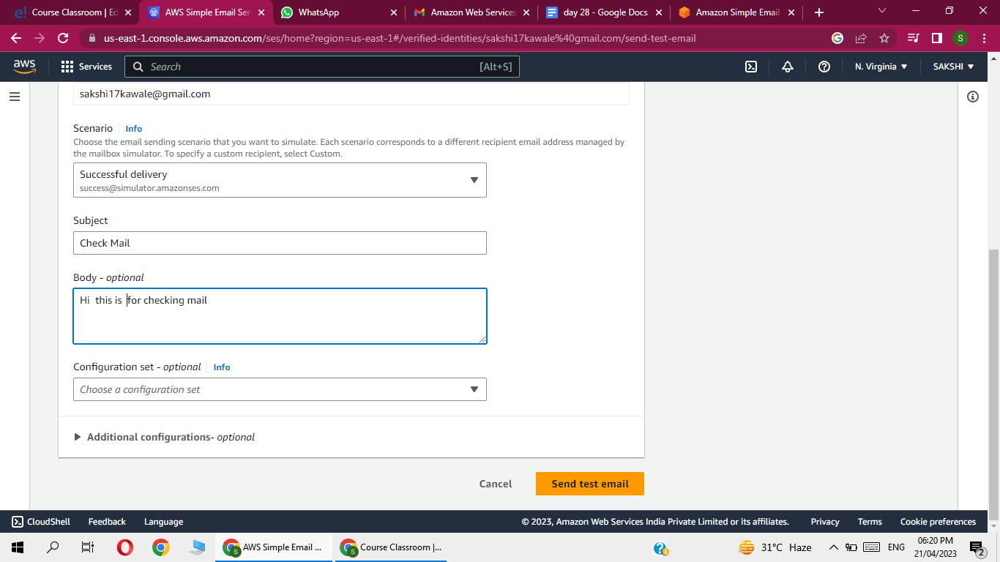 Course Classroom | Ed
AWS Simple Email Ser
WhatsApp
Amazon Web Services
day 28 - Google Docs
Amazon Simple Email
us-east-1.console.aws.amazon.com/ses/home?region=us-east-1#/verified-identities/sakshi17kawale%40gmail.com/send-test-email
S
aws
Services
Search
[Alt+S]
N. Virginia
SAKSHI
sakshi17kawale@gmail.com
Scenario
Info
Choose the email sending scenario that you want to simulate. Each scenario corresponds to a different recipient email address managed by
the mailbox simulator. To specify a custom recipient, select Custom.
Successful delivery
success@simulator.amazonses.com
Subject
Check Mail
Body - optional
Hi  this is  for checking mail
Configuration set - optional
Info
Choose a configuration set
Additional configurations- optional
Cancel
Send test email
CloudShell
Feedback
Language
© 2023, Amazon Web Services India Private Limited or its affiliates.
Privacy
Terms
Cookie preferences
S
AWS Simple Email ...
S
Course Classroom |...
31°C Haze
ENG
06:20 PM
21/04/2023
2